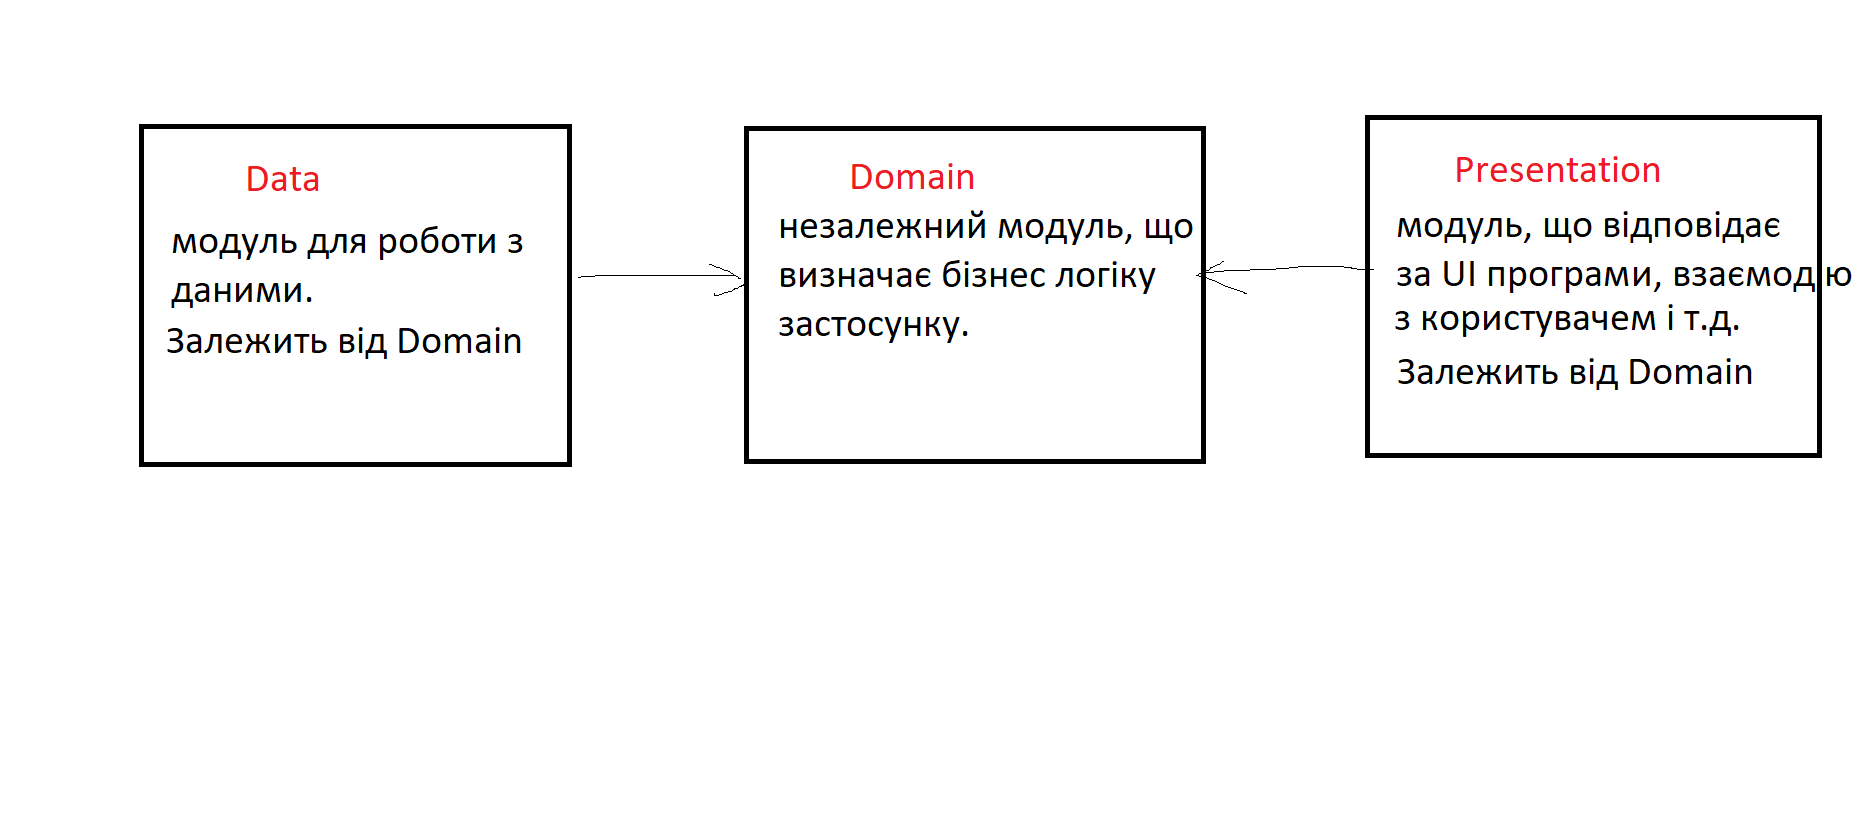 Data
модуль для роботи з
даними.
Залежить від Domain
Domain
незалежний модуль, що
визначає бізнес логіку
застосунку.
Presentation
модуль, що відповідає
за UI програми, взаємодію
з користувачем і т.д.
Залежить від Domain